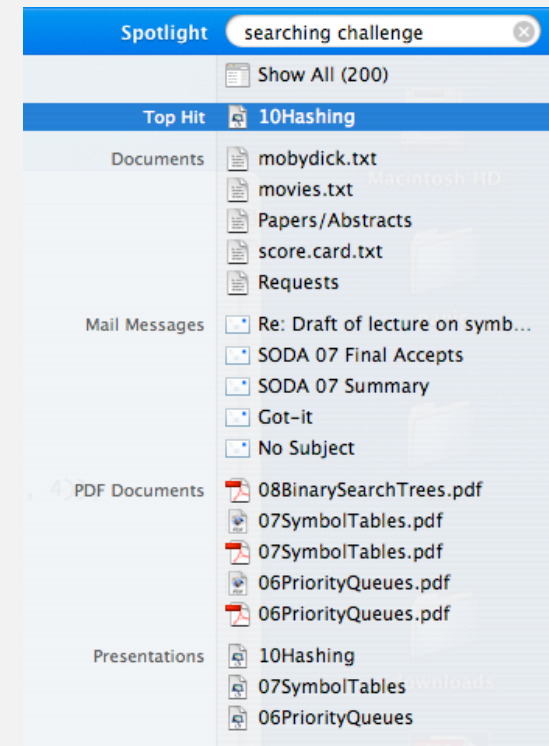 Spotlight searching challenge
Show All (200)
Top Hit 10Hashing
Documents mobydick.txt
Macintosh HD
movies.txt
Papers/Abstracts
score.card.txt
Requests
Mail Messages Re: Draft of lecture on symb...
SODA 07 Final Accepts
SODA 07 Summary
Got-it
No Subject
PDF Documents 08BinarySearchTrees.pdf
07SymbolTables.pdf
07SymbolTables.pdf
06PriorityQueues.pdf
06PriorityQueues.pdf
Presentations 10Hashing
07SymbolTables
06PriorityQueues